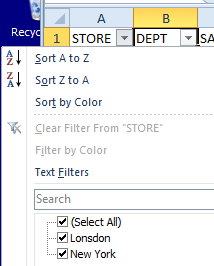 A B
Recyc
1 STORE DEPT SA
Sort A to Z
Sort Z to A
Sort by Color
Clear Filter From "STORE"
Filter by Color
Text Filters
Search
(Select All)
Lonsdon
New York